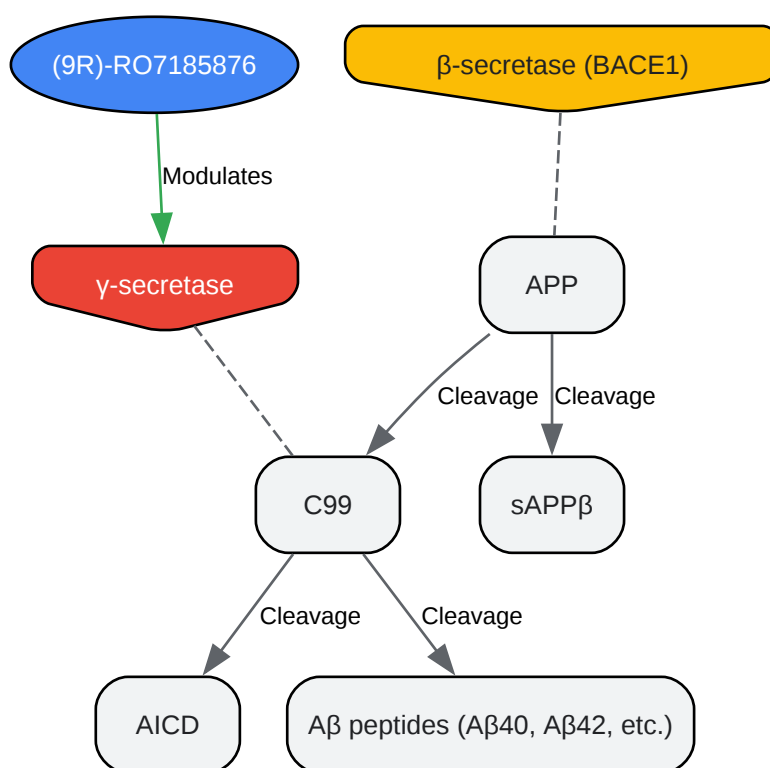 (9R)-RO7185876
β-secretase (BACE1)
Modulates
γ-secretase
APP
Cleavage
Cleavage
C99
sAPPβ
Cleavage
Cleavage
AICD
Aβ peptides (Aβ40, Aβ42, etc.)